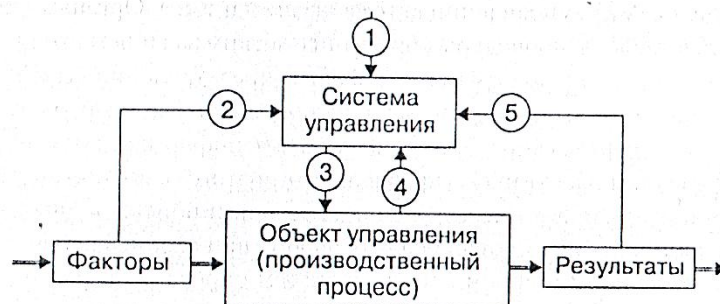 1
2
Система
управления
5
3
4
Факторы
Объект управления
(производственный
процесс)
Результаты